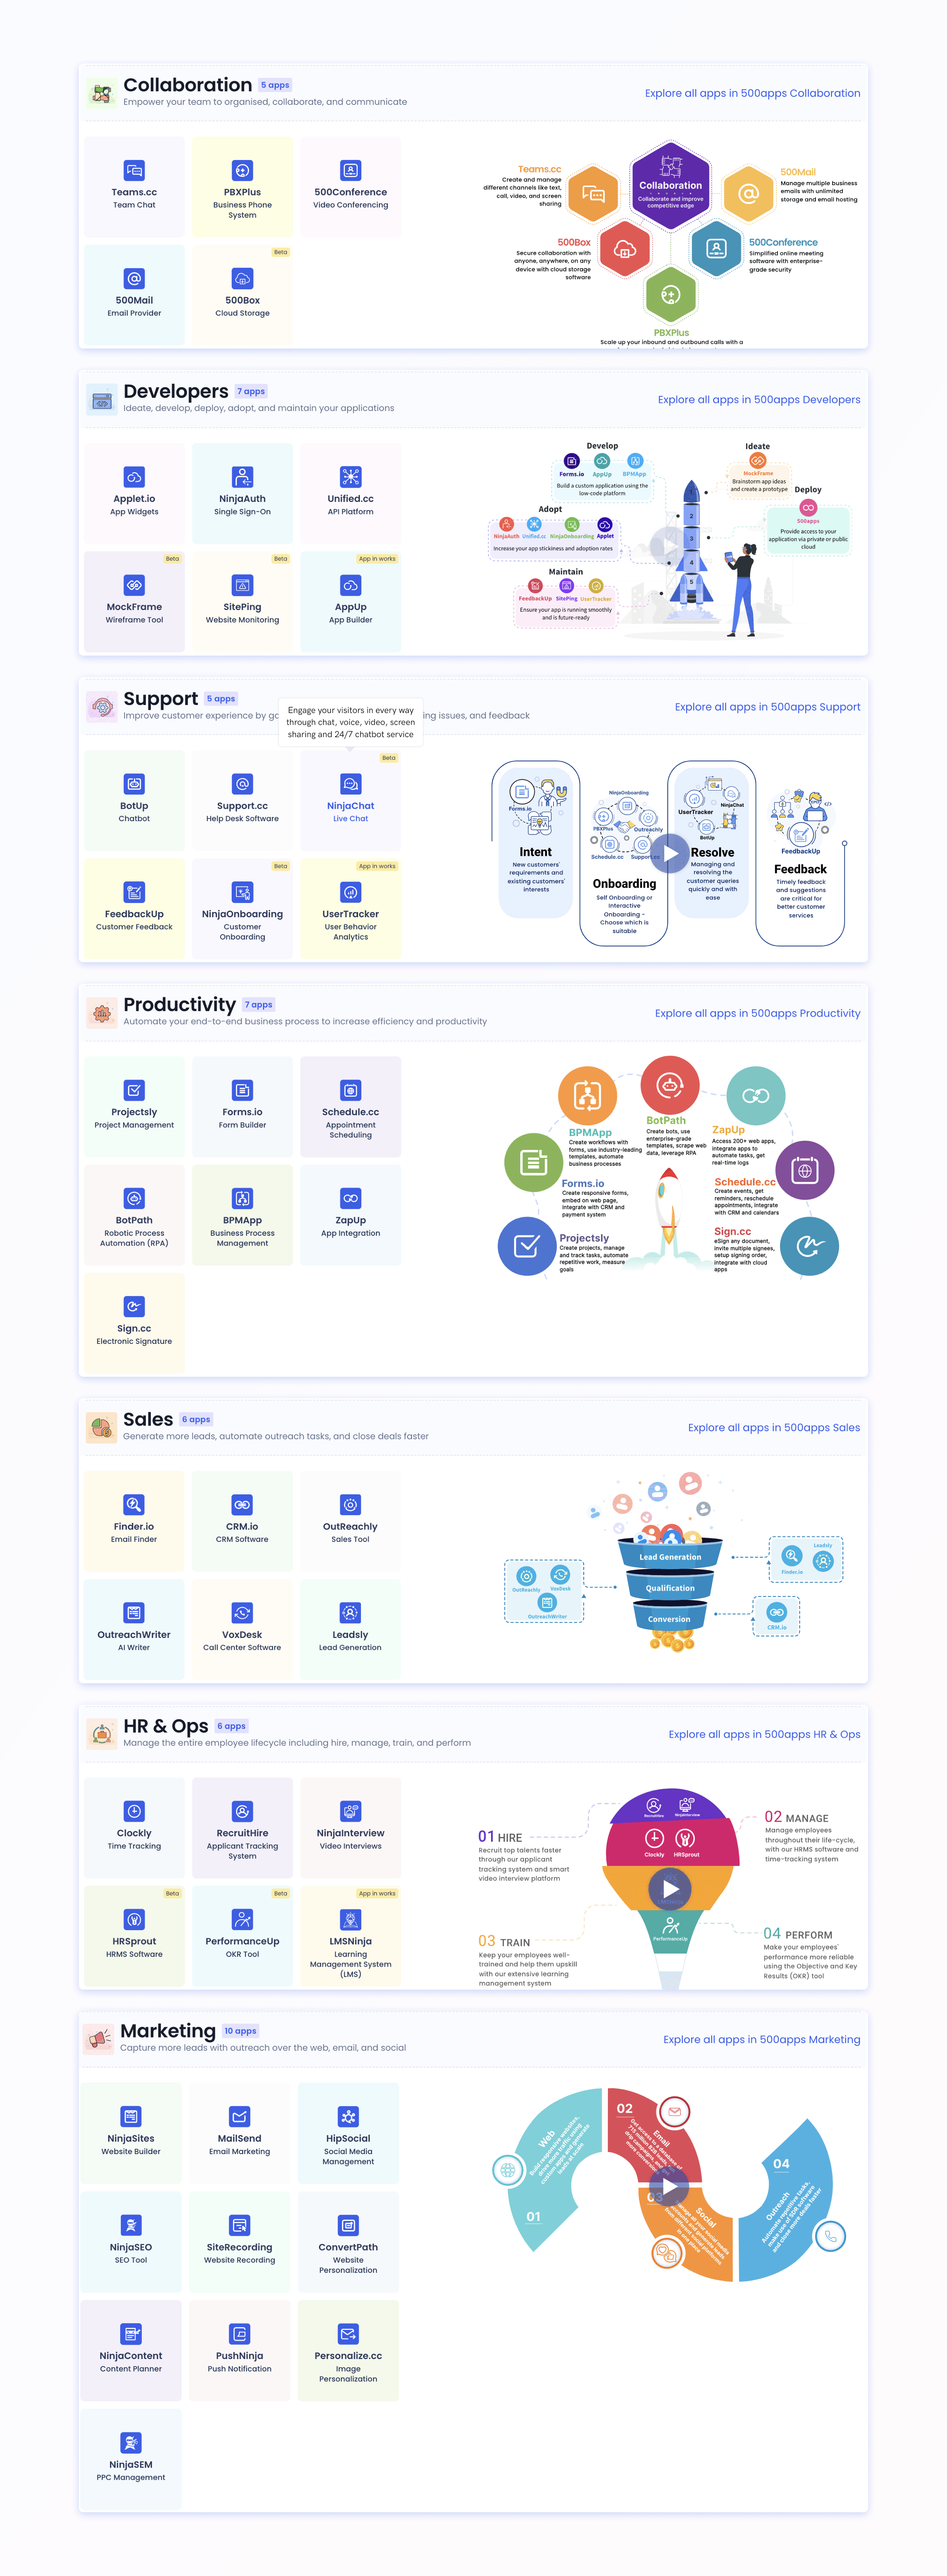 Collaboration 5 apps
Empower your team to organised, collaborate, and communicate
Explore all apps in 500apps Collaboration
Teams.cc
Team Chat
PBXPlus
Business Phone
System
500Conference
Video Conferencing
500Mail
Email Provider
Beta
500Box
Cloud Storage
Teams.cc
Create and manage
different channels like text,
call, video, and screen
sharing
Collaboration
Collaborate and improve
competitive edge
500Mail
Manage multiple business
emails with unlimited
storage and email hosting
500Box
Secure collaboration with
anyone, anywhere, on any
device with cloud storage
software
500Conference
Simplified online meeting
software with enterprise-
grade security
PBXPlus
Scale up your inbound and outbound calls with a
Developers 7 apps
Ideate, develop, deploy, adopt, and maintain your applications
Explore all apps in 500apps Developers
Applet.io
App Widgets
NinjaAuth
Single Sign-On
Unified.cc
API Platform
Beta
MockFrame
Wireframe Tool
Beta
SitePing
Website Monitoring
App in works
AppUp
App Builder
Develop
Forms.io AppUp BPMApp
Build a custom application using the
low-code platform
Ideate
MockFrame
Brainstorm app ideas
and create a prototype
Deploy
500apps
Provide access to your
application via private or public
cloud
Adopt
NinjaAuth Unified.cc NinjaOnboarding Applet
Increase your app stickiness and adoption rates
Maintain
FeedbackUp SitePing UserTracker
Ensure your app is running smoothly
and is future-ready
2
3
4
5
Support 5 apps
Improve customer experience by
ing issues, and feedback
Engage your visitors in every way
through chat, voice, video, screen
sharing and 24/7 chatbot service
Explore all apps in 500apps Support
BotUp
Chatbot
Support.cc
Help Desk Software
Beta
NinjaChat
Live Chat
FeedbackUp
Customer Feedback
Beta
NinjaOnboarding
Customer
Onboarding
App in works
UserTracker
User Behavior
Analytics
Forms.io
Intent
New customers'
requirements and
existing customers'
interests
NinjaOnboarding
PBXPlus
Outreachly
Schedule.cc
Onboarding
Self Onboarding or
Interactive
Onboarding –
Choose which is
suitable
UserTracker
NinjaChat
BotUp
Resolve
Managing and
resolving the
customer queries
quickly and with
ease
FeedbackUp
Feedback
Timely feedback
and suggestions
are critical for
better customer
services
Productivity 7 apps
Automate your end-to-end business process to increase efficiency and productivity
Explore all apps in 500apps Productivity
Projectsly
Project Management
Forms.io
Form Builder
Schedule.cc
Appointment
Scheduling
BotPath
Robotic Process
Automation (RPA)
BPMApp
Business Process
Management
ZapUp
App Integration
Sign.cc
Electronic Signature
BPMApp
Create workflows with
forms, use industry-leading
templates, automate
business processes
BotPath
Create bots, use
enterprise-grade
templates, scrape web
data, leverage RPA
ZapUp
Access 200+ web apps,
integrate apps to
automate tasks, get
real-time logs
Forms.io
Create responsive forms,
embed on web page,
integrate with CRM and
payment system
Schedule.cc
Create events, get
reminders, reschedule
appointments, integrate
with CRM and calendars
Projectsly
Create projects, manage
and track tasks, automate
repetitive work, measure
goals
Sign.cc
eSign any document,
invite multiple signees,
setup signing order,
integrate with cloud
apps
Sales 6 apps
Generate more leads, automate outreach tasks, and close deals faster
Explore all apps in 500apps Sales
Finder.io
Email Finder
CRM.io
CRM Software
OutReachly
Sales Tool
OutreachWriter
AI Writer
VoxDesk
Call Center Software
Leadsly
Lead Generation
Lead Generation
Qualification
Conversion
OutReachly
VoxDesk
OutreachWriter
Leadsly
Finder.io
CRM.io
HR & Ops 6 apps
Manage the entire employee lifecycle including hire, manage, train, and perform
Explore all apps in 500apps HR & Ops
Clockly
Time Tracking
RecruitHire
Applicant Tracking
System
NinjaInterview
Video Interviews
Beta
HRSprout
HRMS Software
Beta
PerformanceUp
OKR Tool
App in works
LMSNinja
Learning
Management System
(LMS)
RecruitHire NinjaInterview
Clockly HRSprout
PerformanceUp
01 HIRE
Recruit top talents faster
through our applicant
tracking system and smart
video interview platform
02 MANAGE
Manage employees
throughout their life-cycle,
with our HRMS software and
time-tracking system
03 TRAIN
Keep your employees well-
trained and help them upskill
with our extensive learning
management system
04 PERFORM
Make your employees'
performance more reliable
using the Objective and Key
Results (OKR) tool
Marketing 10 apps
Capture more leads with outreach over the web, email, and social
Explore all apps in 500apps Marketing
NinjaSites
Website Builder
MailSend
Email Marketing
HipSocial
Social Media
Management
NinjaSEO
SEO Tool
SiteRecording
Website Recording
ConvertPath
Website
Personalization
NinjaContent
Content Planner
PushNinja
Push Notification
Personalize.cc
Image
Personalization
NinjaSEM
PPC Management
01
Web
Build responsive websites,
drive more traffic, using
custom apps and generate
leads at scale
02
Email
03
Social
04
Outreach
Automate repetitive tasks,
make use of SDR software
and close more deals faster